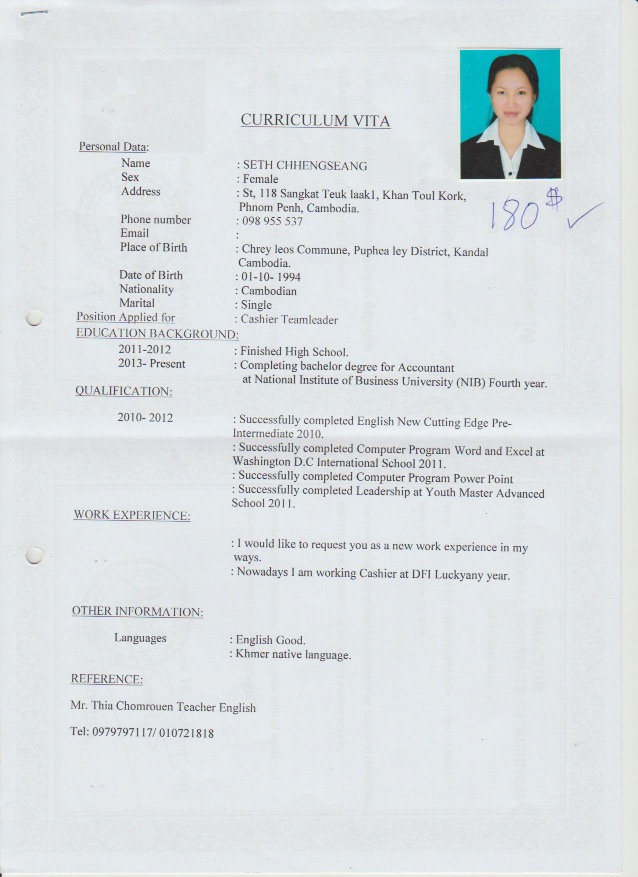 CURRICULUM VITA
Personal Data:
Name : SETH CHHENGSEANG
Sex : Female
Address : St, 118 Sangkat Teuk laak1, Khan Toul Kork,
Phnom Penh, Cambodia.
180$
Phone number : 098 955 537
Email :
Place of Birth : Chrey leos Commune, Puphea ley District, Kandal
Cambodia.
Date of Birth : 01-10- 1994
Nationality : Cambodian
Marital : Single
Position Applied for : Cashier Teamleader
EDUCATION BACKGROUND:
2011-2012 : Finished High School.
2013- Present : Completing bachelor degree for Accountant
at National Institute of Business University (NIB) Fourth year.
QUALIFICATION:
2010- 2012 : Successfully completed English New Cutting Edge Pre-
Intermediate 2010.
: Successfully completed Computer Program Word and Excel at
Washington D.C International School 2011.
: Successfully completed Computer Program Power Point
: Successfully completed Leadership at Youth Master Advanced
School 2011.
WORK EXPERIENCE:
: I would like to request you as a new work experience in my
ways.
: Nowadays I am working Cashier at DFI Luckyany year.
OTHER INFORMATION:
Languages : English Good.
: Khmer native language.
REFERENCE:
Mr. Thia Chomrouen Teacher English
Tel: 0979797117/ 010721818